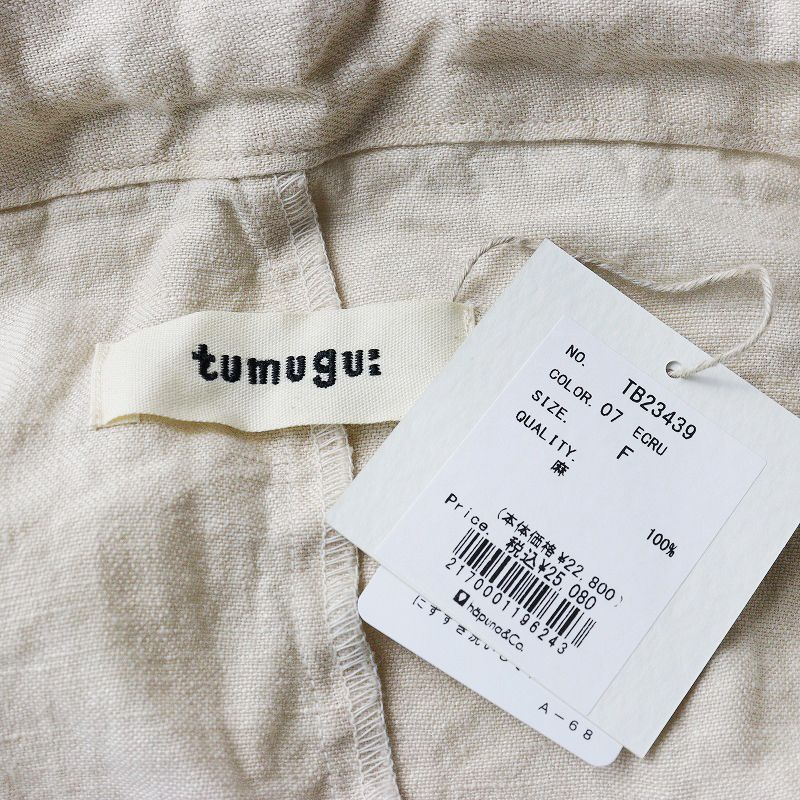 tumugu:
NO. TB23439
COLOR. 07 ECRU
SIZE. F
QUALITY.
麻 100%
Price (本体価格¥22,800)
税込¥25,080
2170001196243
hāpuna&Co.
A-68